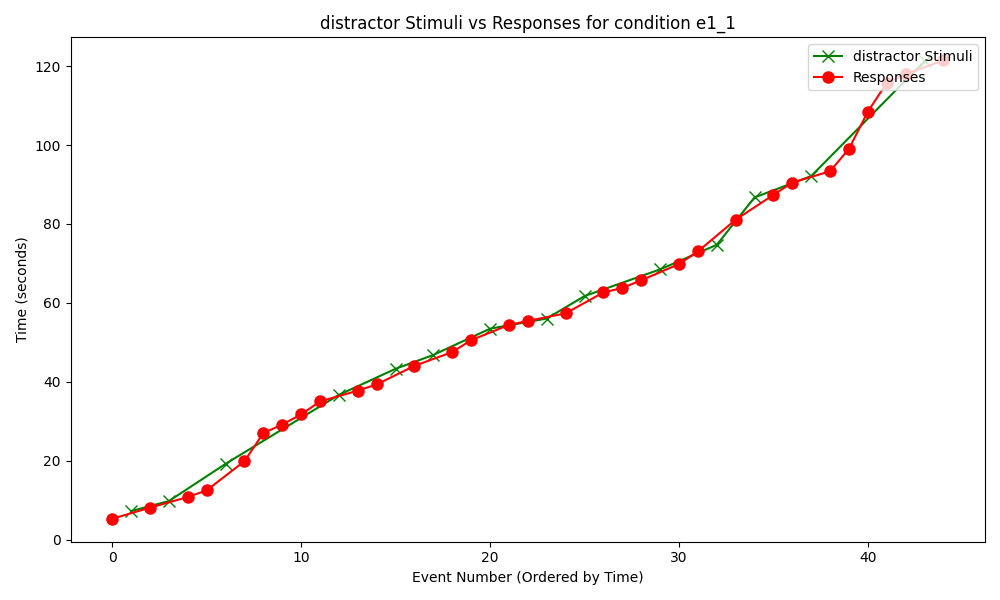 distractor Stimuli vs Responses for condition e1_1
distractor Stimuli
Responses
Time (seconds)
120
100
80
60
40
20
0
0 10 20 30 40
Event Number (Ordered by Time)